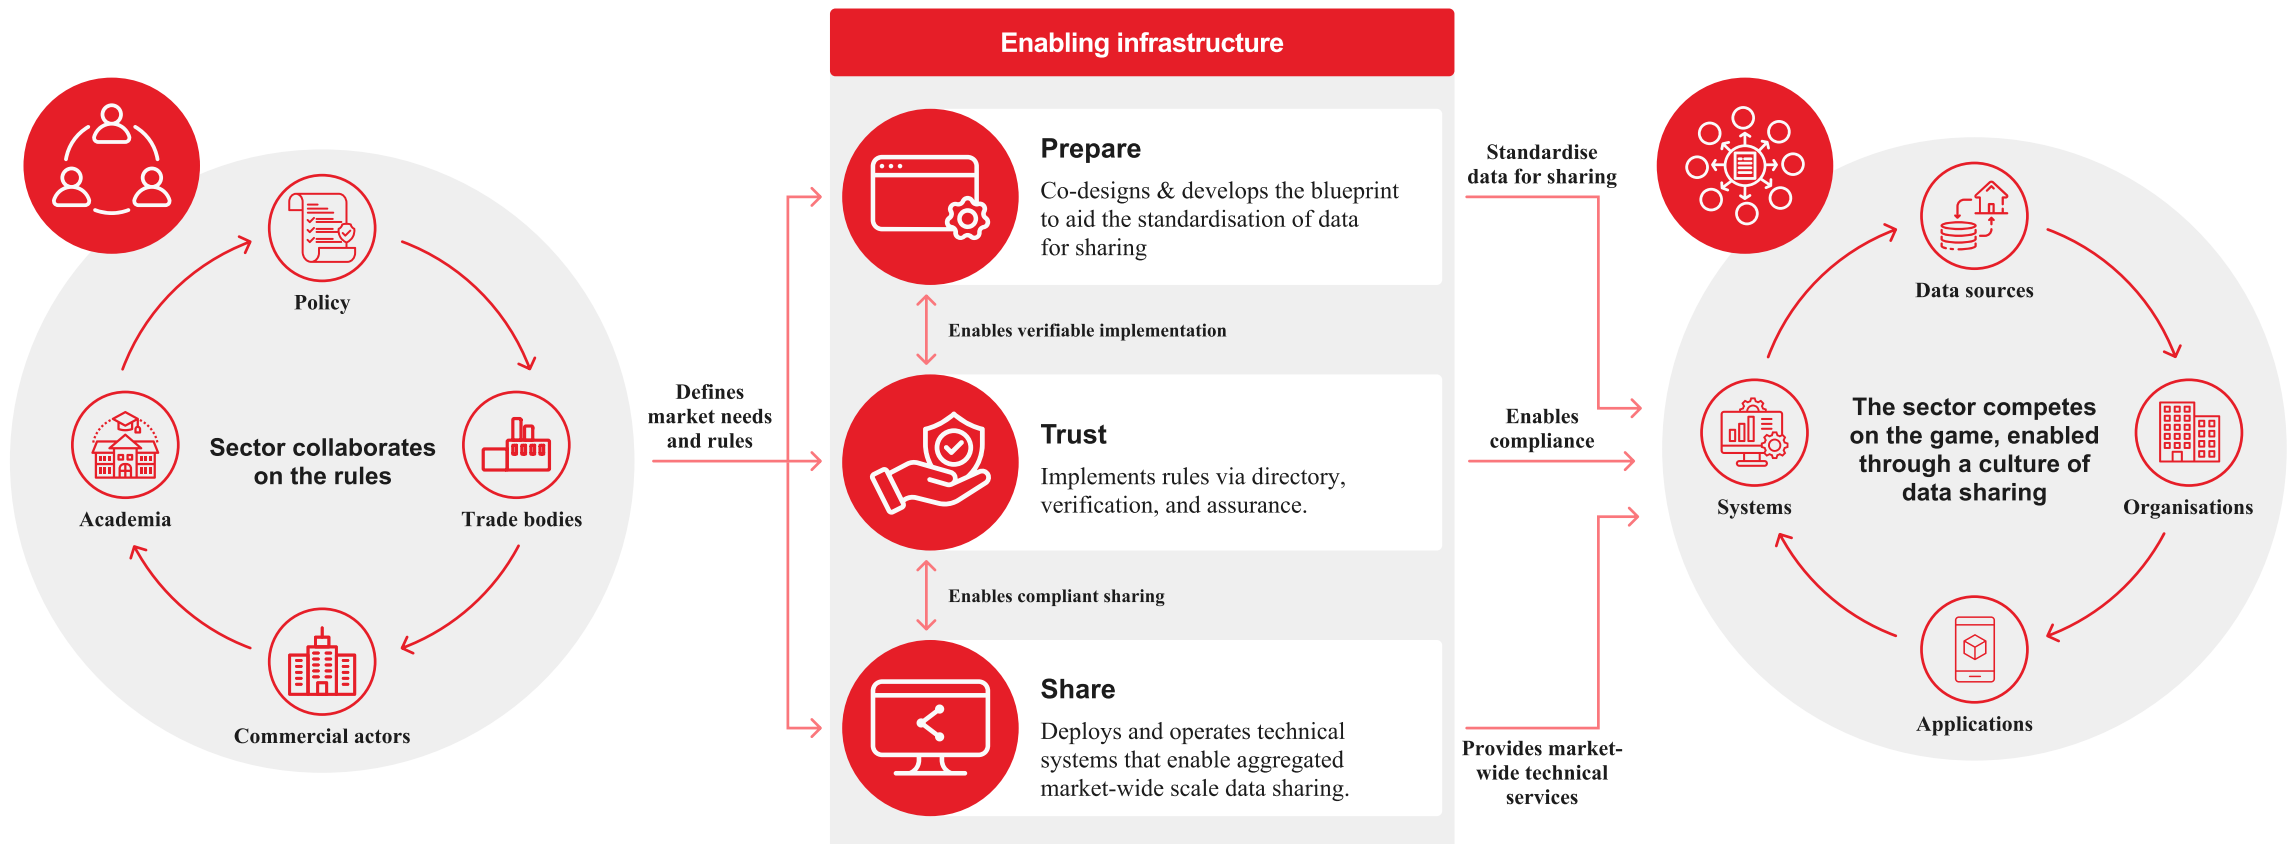 Enabling infrastructure
Policy
Academia
Sector collaborates
on the rules
Trade bodies
Commercial actors
Defines
market needs
and rules
Prepare
Co-designs & develops the blueprint
to aid the standardisation of data
for sharing
Enables verifiable implementation
Trust
Implements rules via directory,
verification, and assurance.
Enables compliant sharing
Share
Deploys and operates technical
systems that enable aggregated
market-wide scale data sharing.
Standardise
data for sharing
Enables
compliance
Provides market-
wide technical
services
Data sources
Systems
The sector competes
on the game, enabled
through a culture of
data sharing
Organisations
Applications